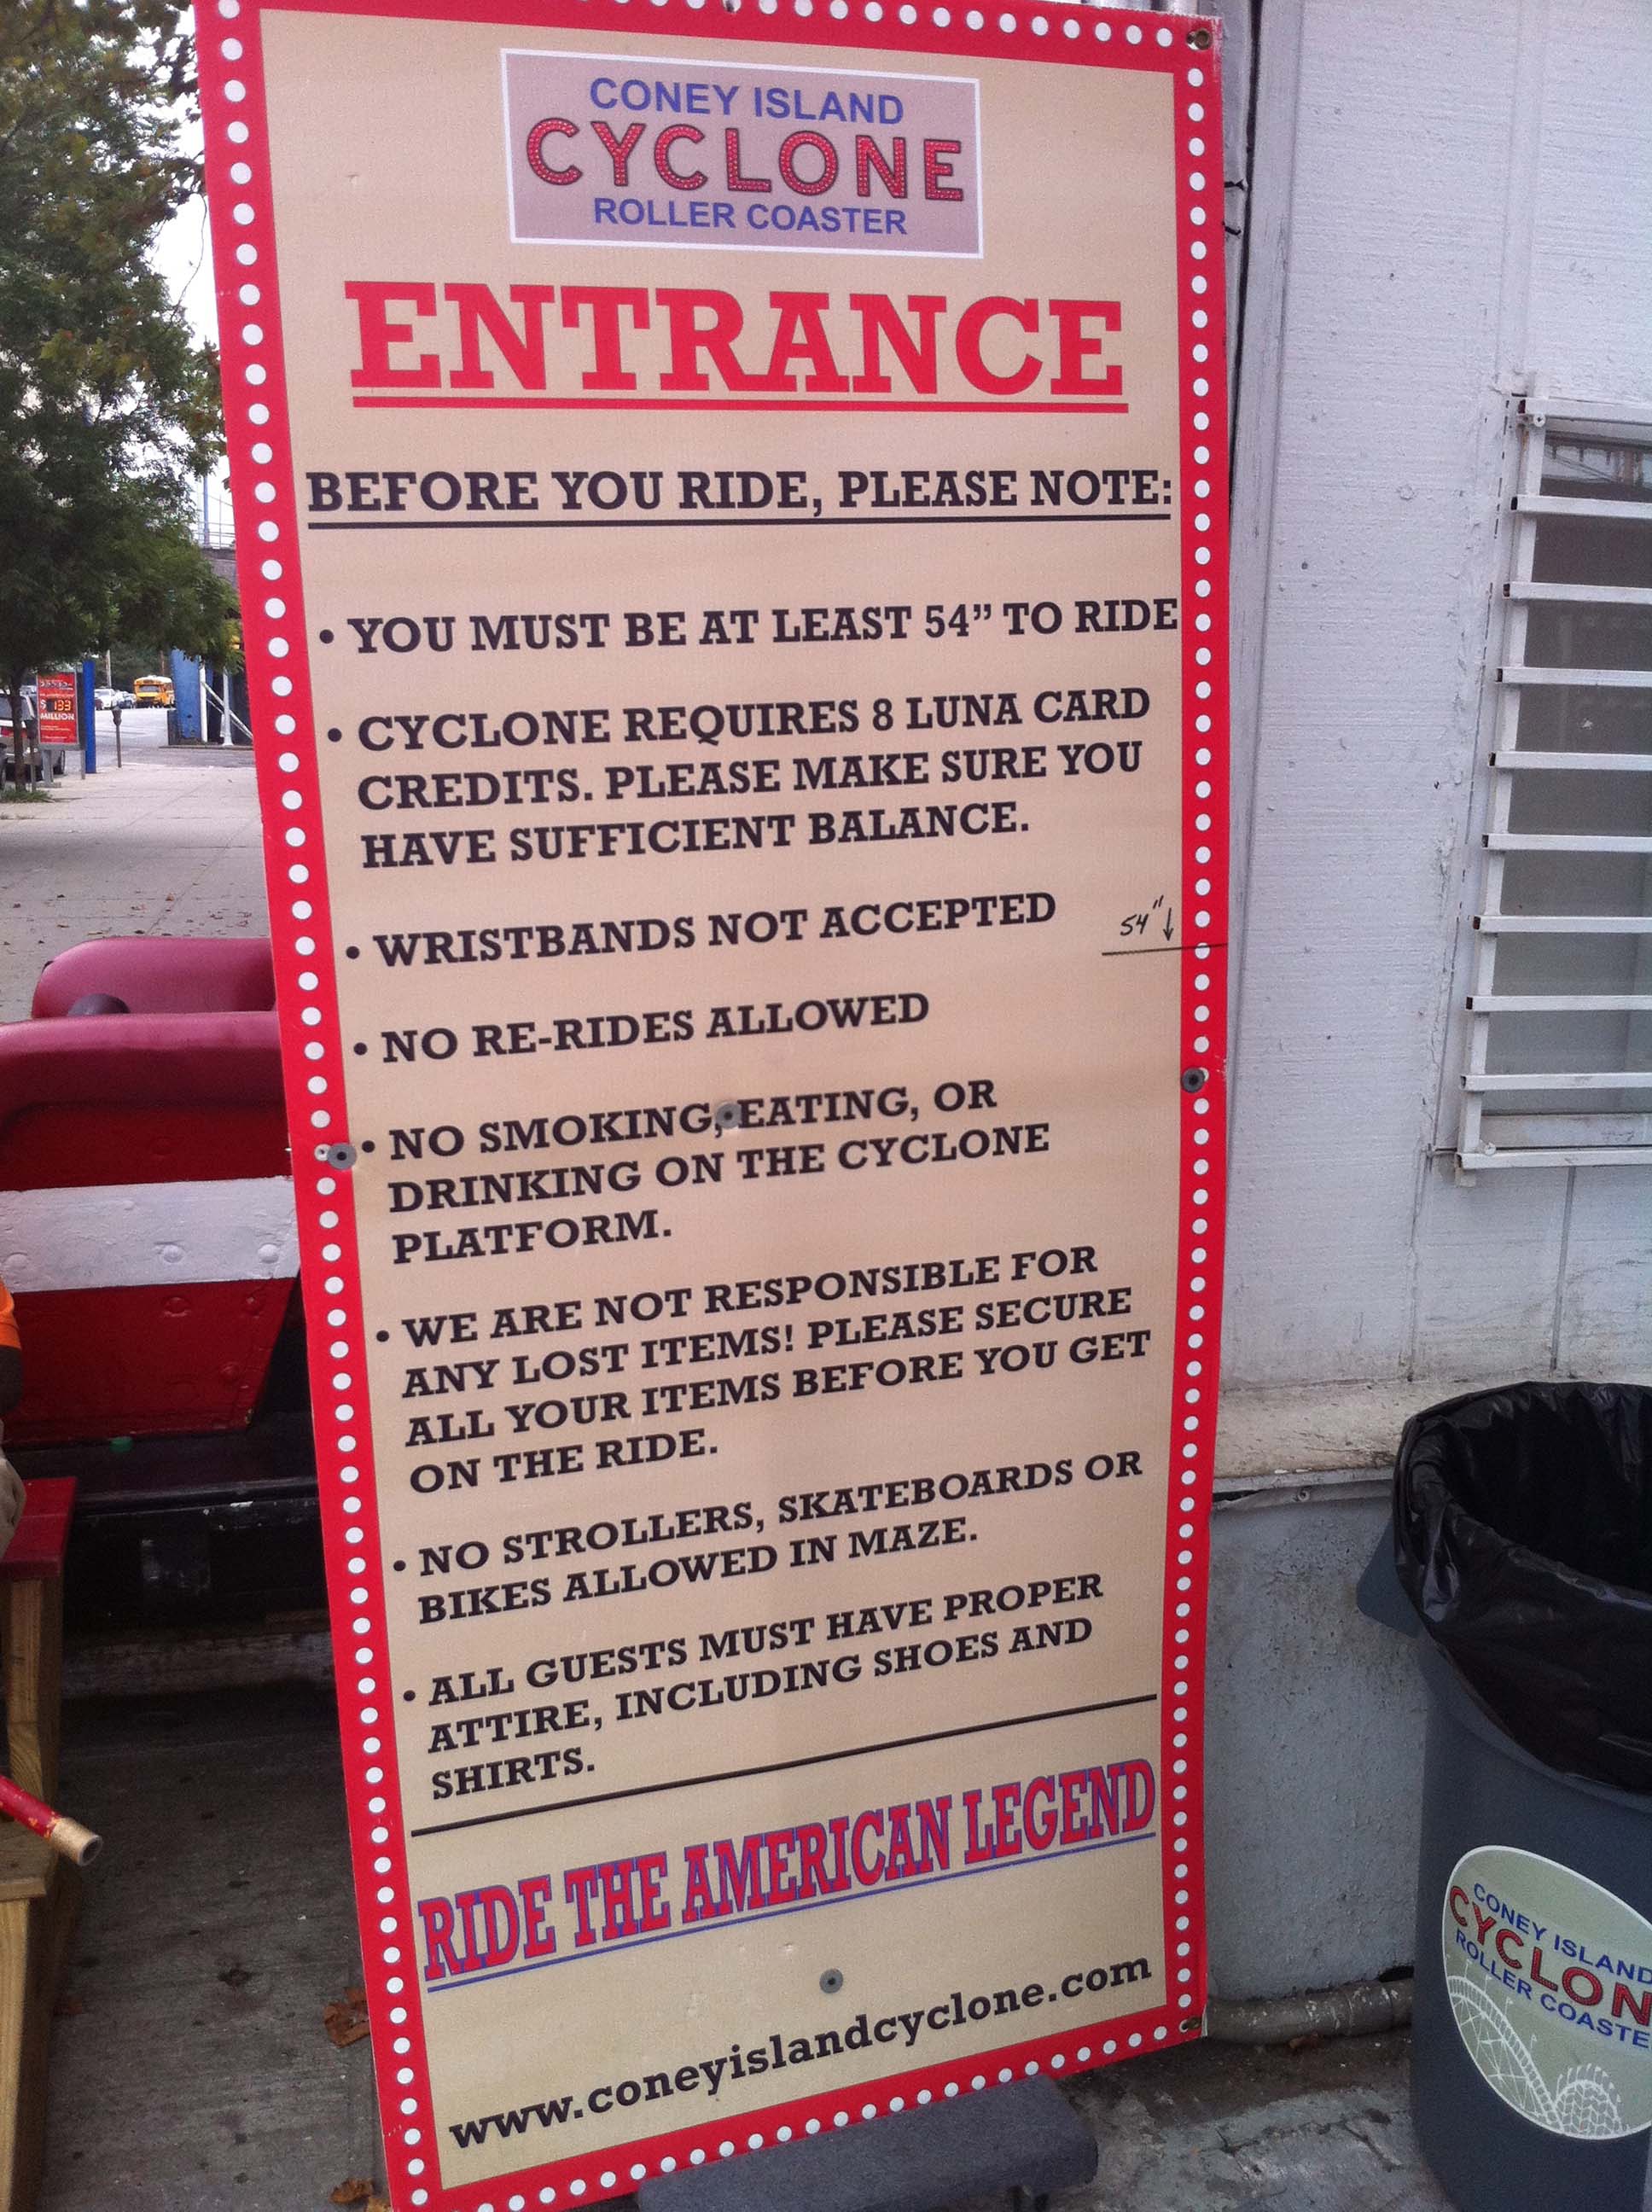 CONEY ISLAND
CYCLONE
ROLLER COASTER
ENTRANCE
BEFORE YOU RIDE, PLEASE NOTE:
• YOU MUST BE AT LEAST 54” TO RIDE
• CYCLONE REQUIRES 8 LUNA CARD
CREDITS. PLEASE MAKE SURE YOU
HAVE SUFFICIENT BALANCE.
• WRISTBANDS NOT ACCEPTED
54"↓
• NO RE-RIDES ALLOWED
• NO SMOKING, EATING, OR
DRINKING ON THE CYCLONE
PLATFORM.
• WE ARE NOT RESPONSIBLE FOR
ANY LOST ITEMS! PLEASE SECURE
ALL YOUR ITEMS BEFORE YOU GET
ON THE RIDE.
• NO STROLLERS, SKATEBOARDS OR
BIKES ALLOWED IN MAZE.
• ALL GUESTS MUST HAVE PROPER
ATTIRE, INCLUDING SHOES AND
SHIRTS.
RIDE THE AMERICAN LEGEND
www.coneyislandcyclone.com
$ 133
MILLION
CONEY ISLAND
CYCLON
ROLLER COASTE